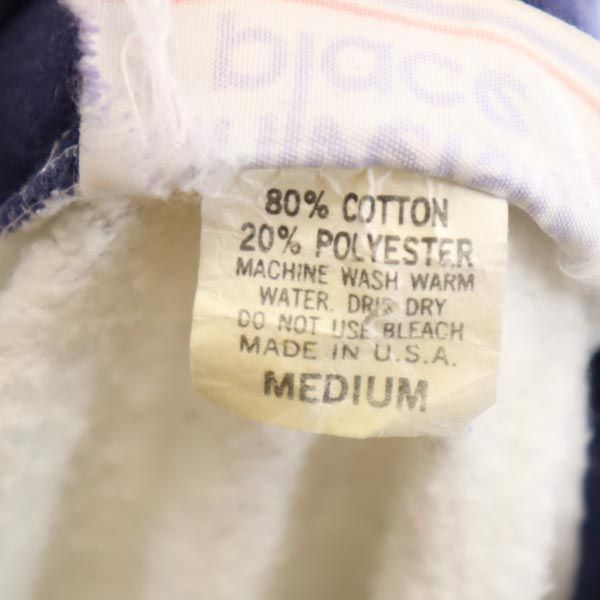 80% COTTON
20% POLYESTER
MACHINE WASH WARM
WATER. DRIP DRY
DO NOT USE BLEACH
MADE IN U.S.A.
MEDIUM